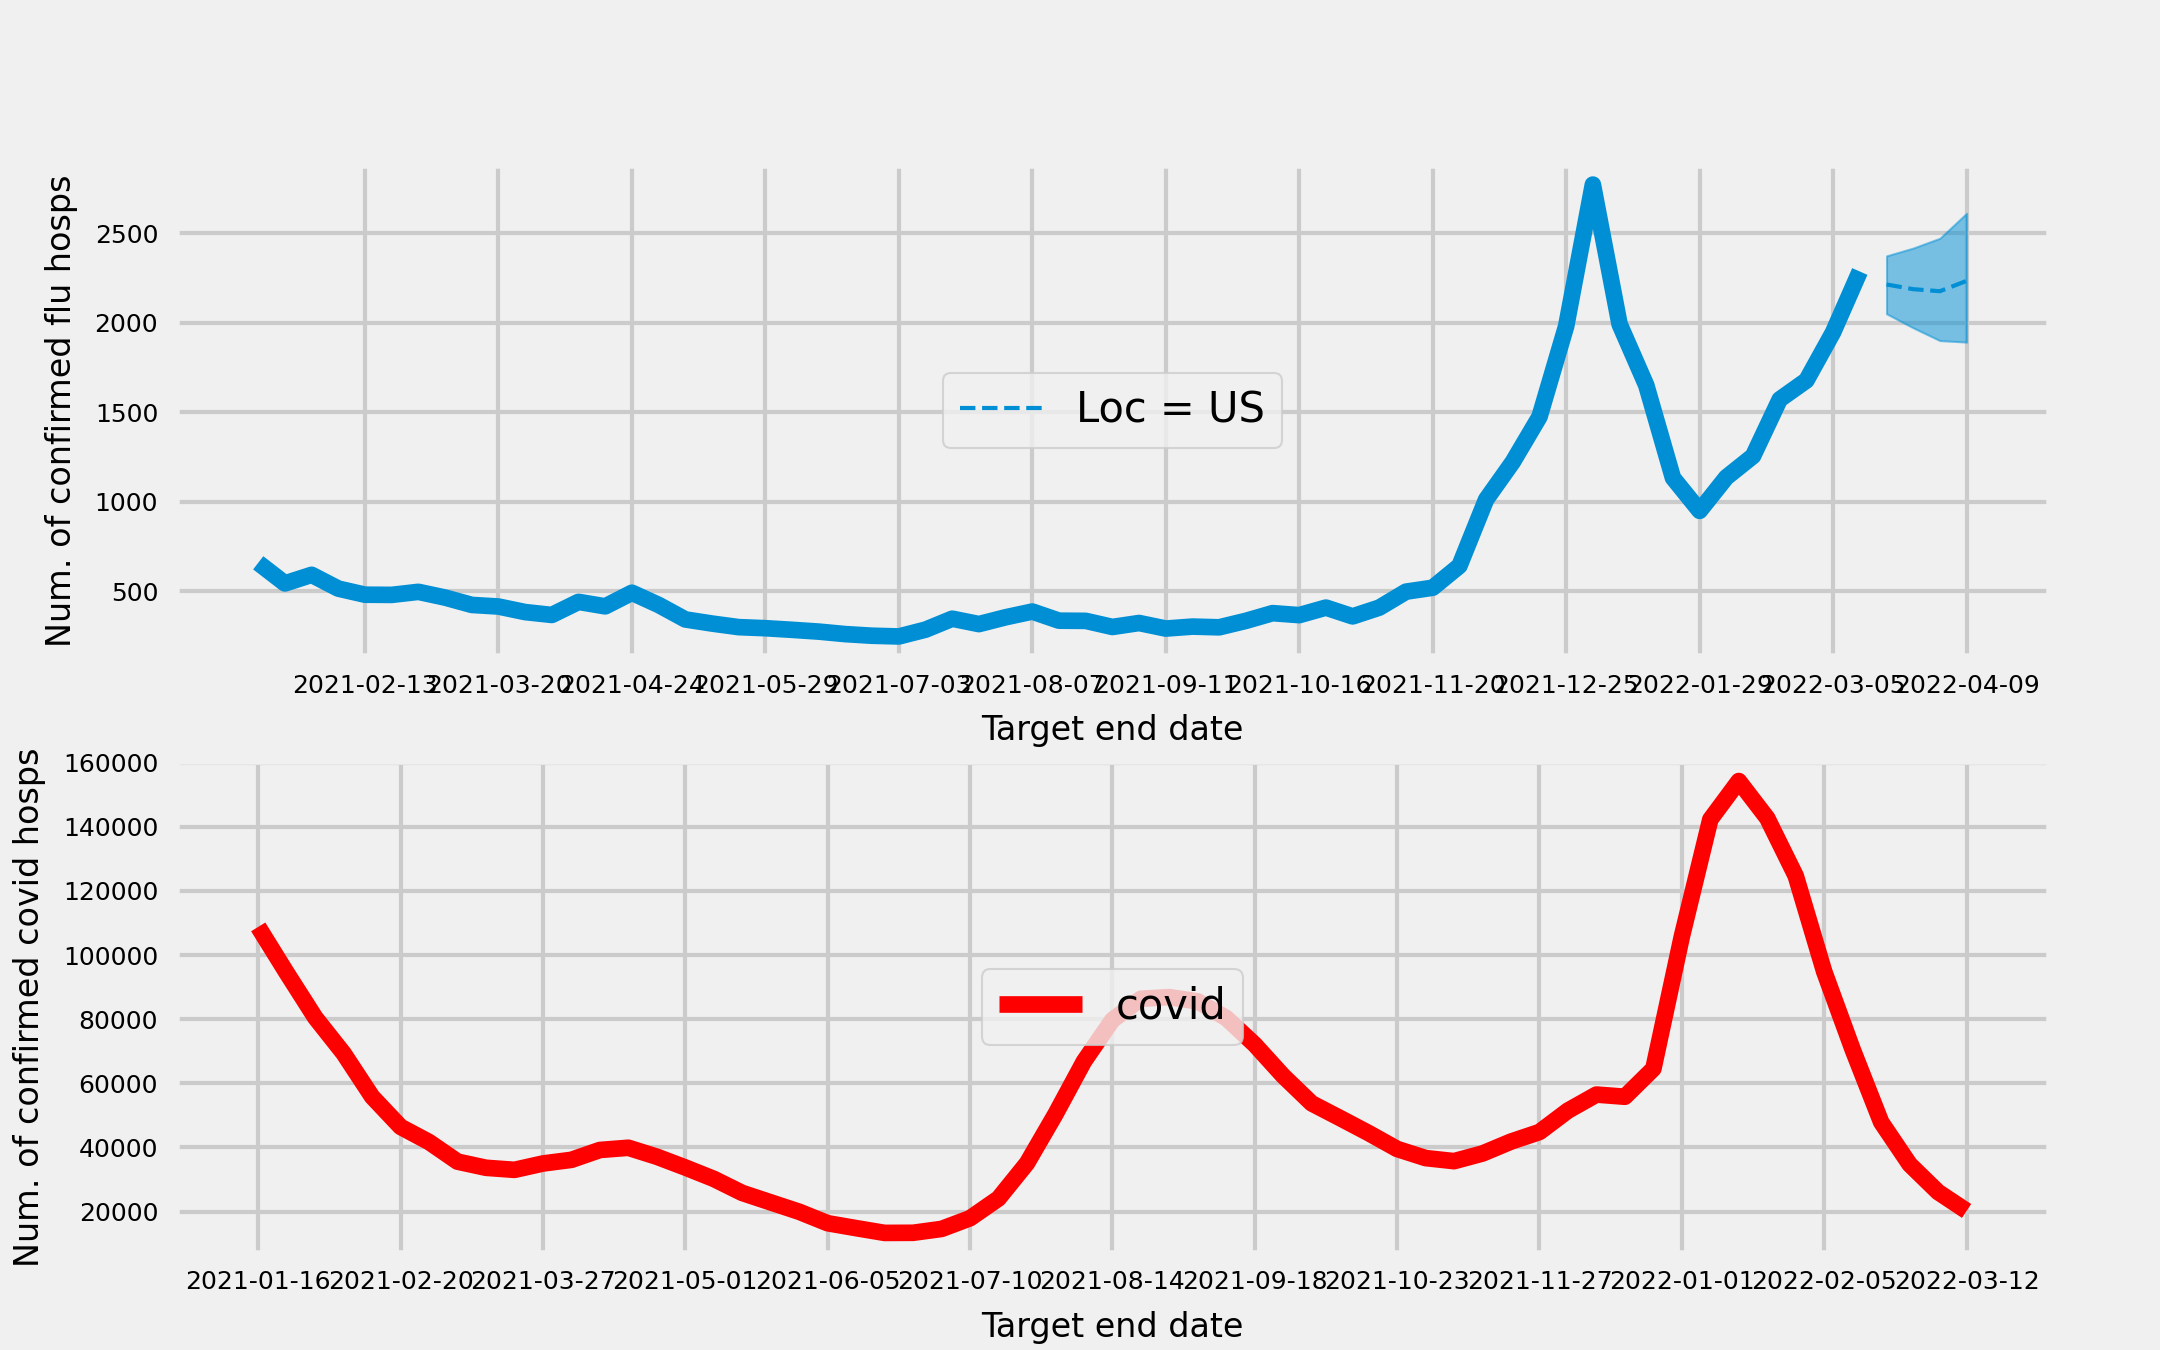 Num. of confirmed flu hosps
2500
2000
1500
1000
500
Loc = US
2021-02-13 2021-03-20 2021-04-24 2021-05-29 2021-07-03 2021-08-07 2021-09-11 2021-10-16 2021-11-20 2021-12-25 2022-01-29 2022-03-05 2022-04-09
Target end date
Num. of confirmed covid hosps
160000
140000
120000
100000
80000
60000
40000
20000
covid
2021-01-16 2021-02-20 2021-03-27 2021-05-01 2021-06-05 2021-07-10 2021-08-14 2021-09-18 2021-10-23 2021-11-27 2022-01-01 2022-02-05 2022-03-12
Target end date